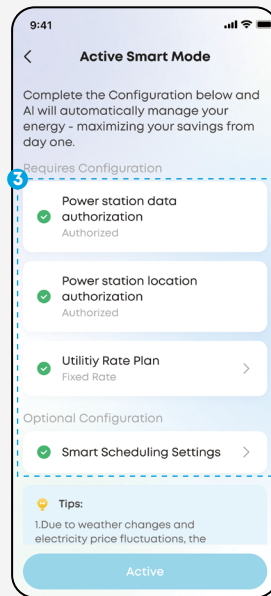 9:41
Active Smart Mode
Complete the Configuration below and
AI will automatically manage your
energy - maximizing your savings from
day one.
Requires Configuration
3
Power station data
authorization
Authorized
Power station location
authorization
Authorized
Utilitiy Rate Plan
Fixed Rate
Optional Configuration
Smart Scheduling Settings
Tips:
1.Due to weather changes and
electricity price fluctuations, the
Active